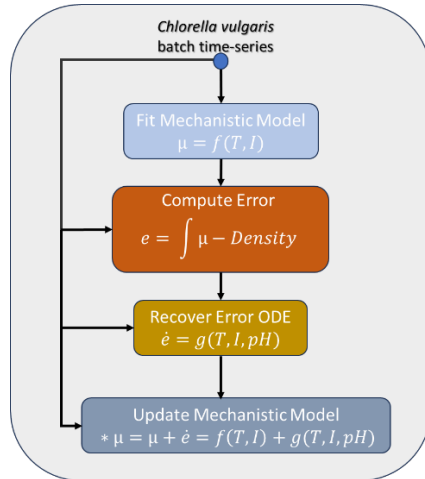 Chlorella vulgaris
batch time-series
Fit Mechanistic Model
μ = f(T, I)
Compute Error
e = ∫ μ − Density
Recover Error ODE
ė = g(T, I, pH)
Update Mechanistic Model
* μ = μ + ė = f(T, I) + g(T, I, pH)